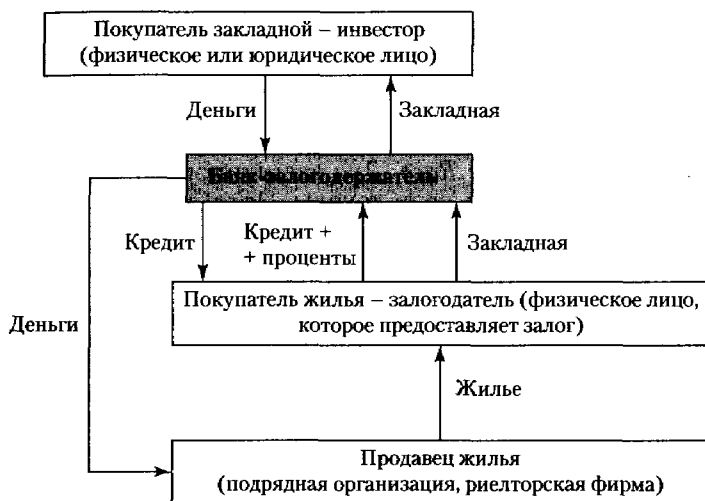 Покупатель закладной – инвестор
(физическое или юридическое лицо)
Деньги
Закладная
Банк-залогодержатель
Кредит
Кредит +
+ проценты
Закладная
Покупатель жилья – залогодатель (физическое лицо,
которое предоставляет залог)
Деньги
Жилье
Продавец жилья
(подрядная организация, риелторская фирма)